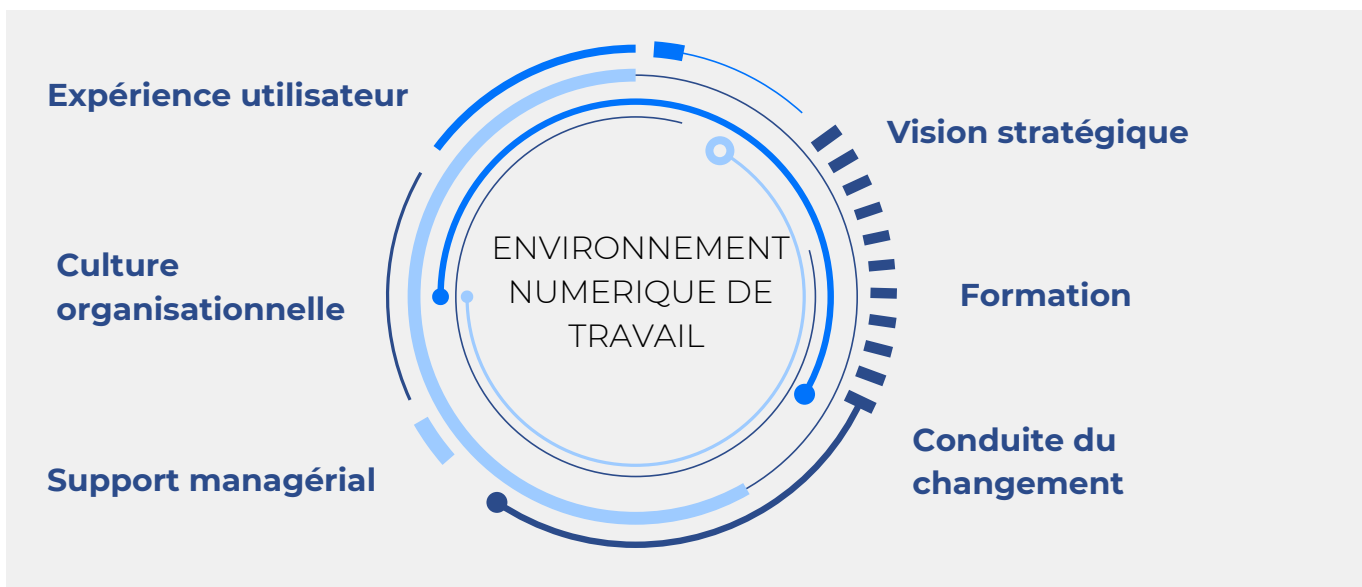 Expérience utilisateur
Vision stratégique
ENVIRONNEMENT
NUMERIQUE DE
TRAVAIL
Culture
organisationnelle
Formation
Support managérial
Conduite du
changement